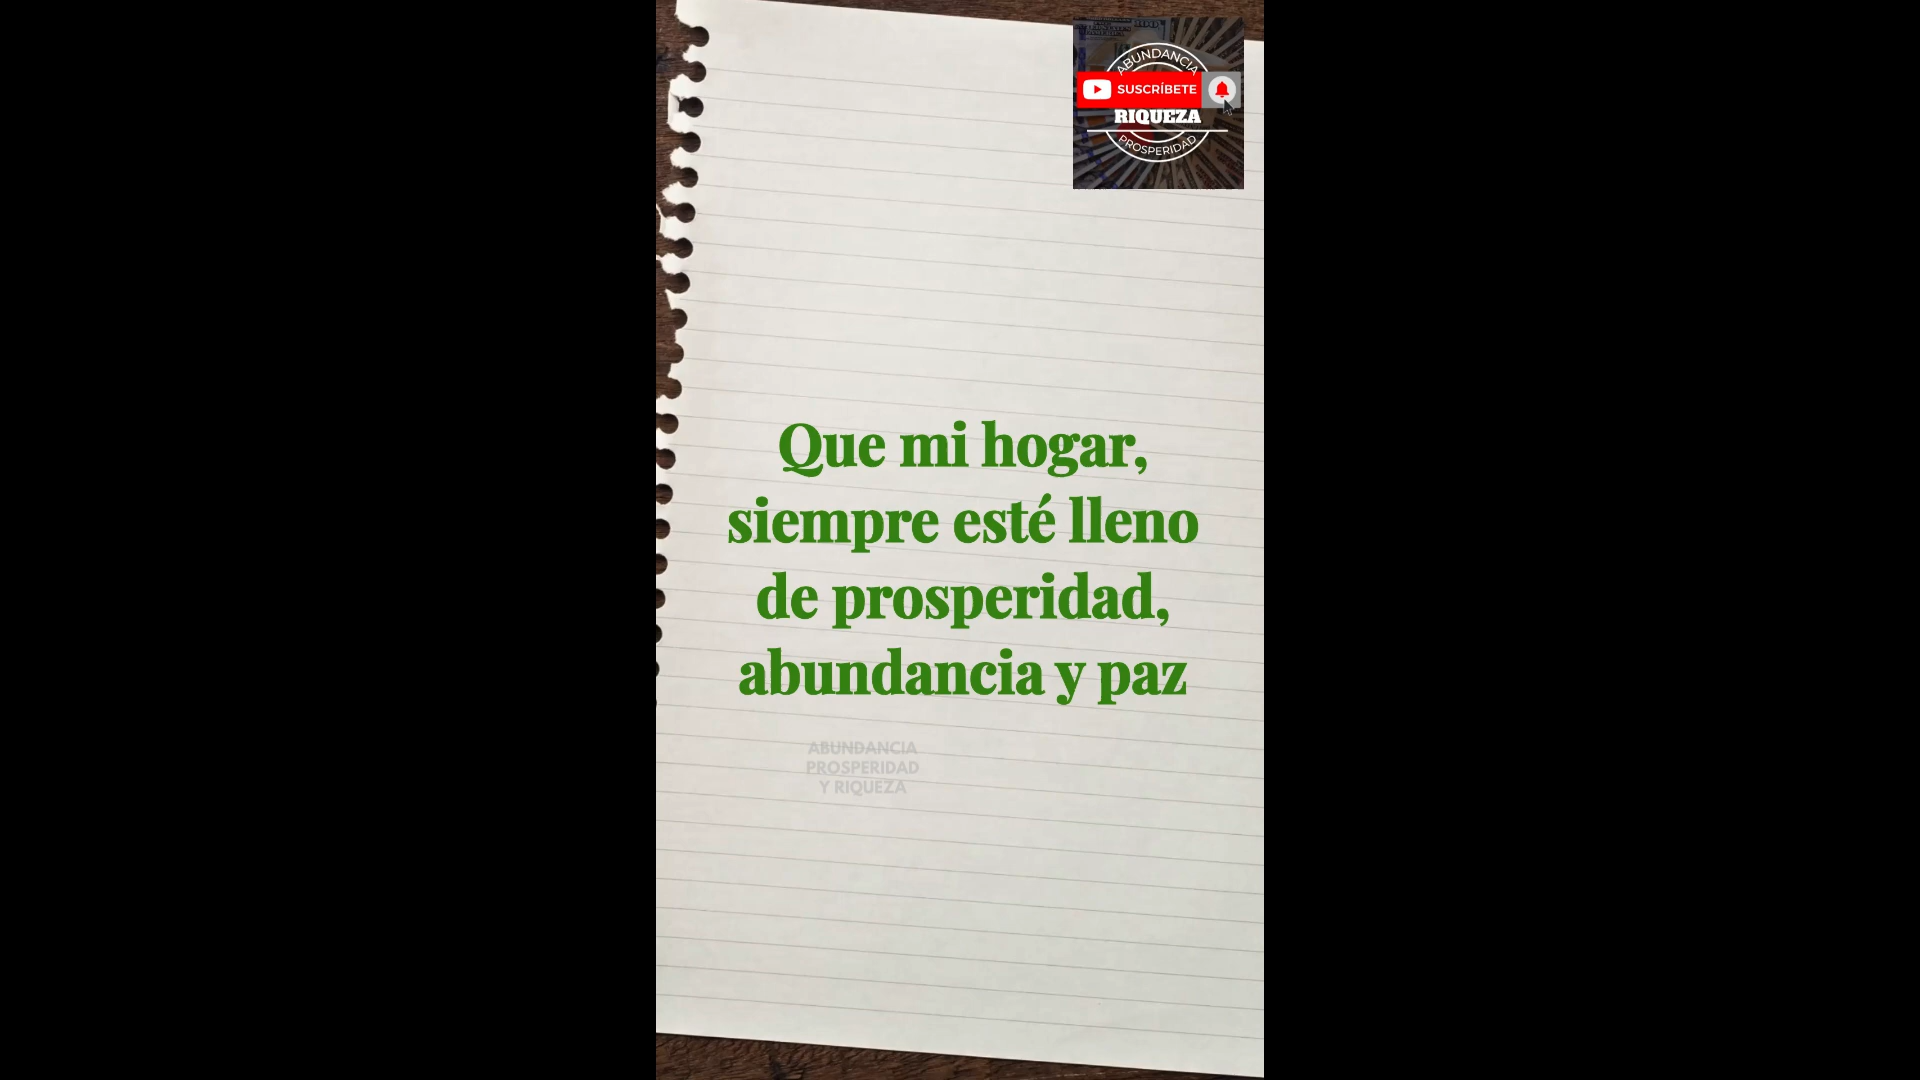 ABUNDANCIA
SUSCRÍBETE
RIQUEZA
PROSPERIDAD
Que mi hogar,
siempre esté lleno
de prosperidad,
abundancia y paz
ABUNDANCIA
PROSPERIDAD
Y RIQUEZA